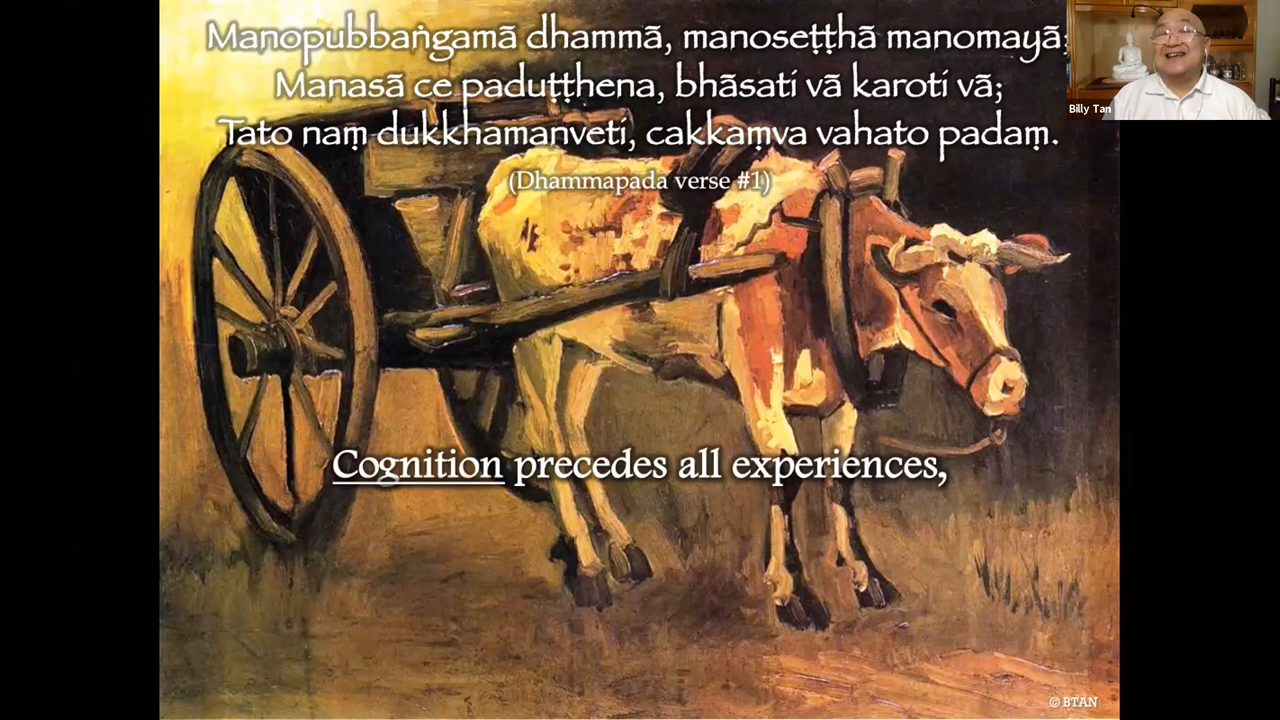 Manopubbaṅgamā dhammā, manoseṭṭhā manomayā;
Manasā ce paduṭṭhena, bhāsati vā karoti vā;
Tato naṃ dukkhamanveti, cakkaṃva vahato padaṃ.
(Dhammapada verse #1)
Billy Tan
Cognition precedes all experiences,
© BTAN